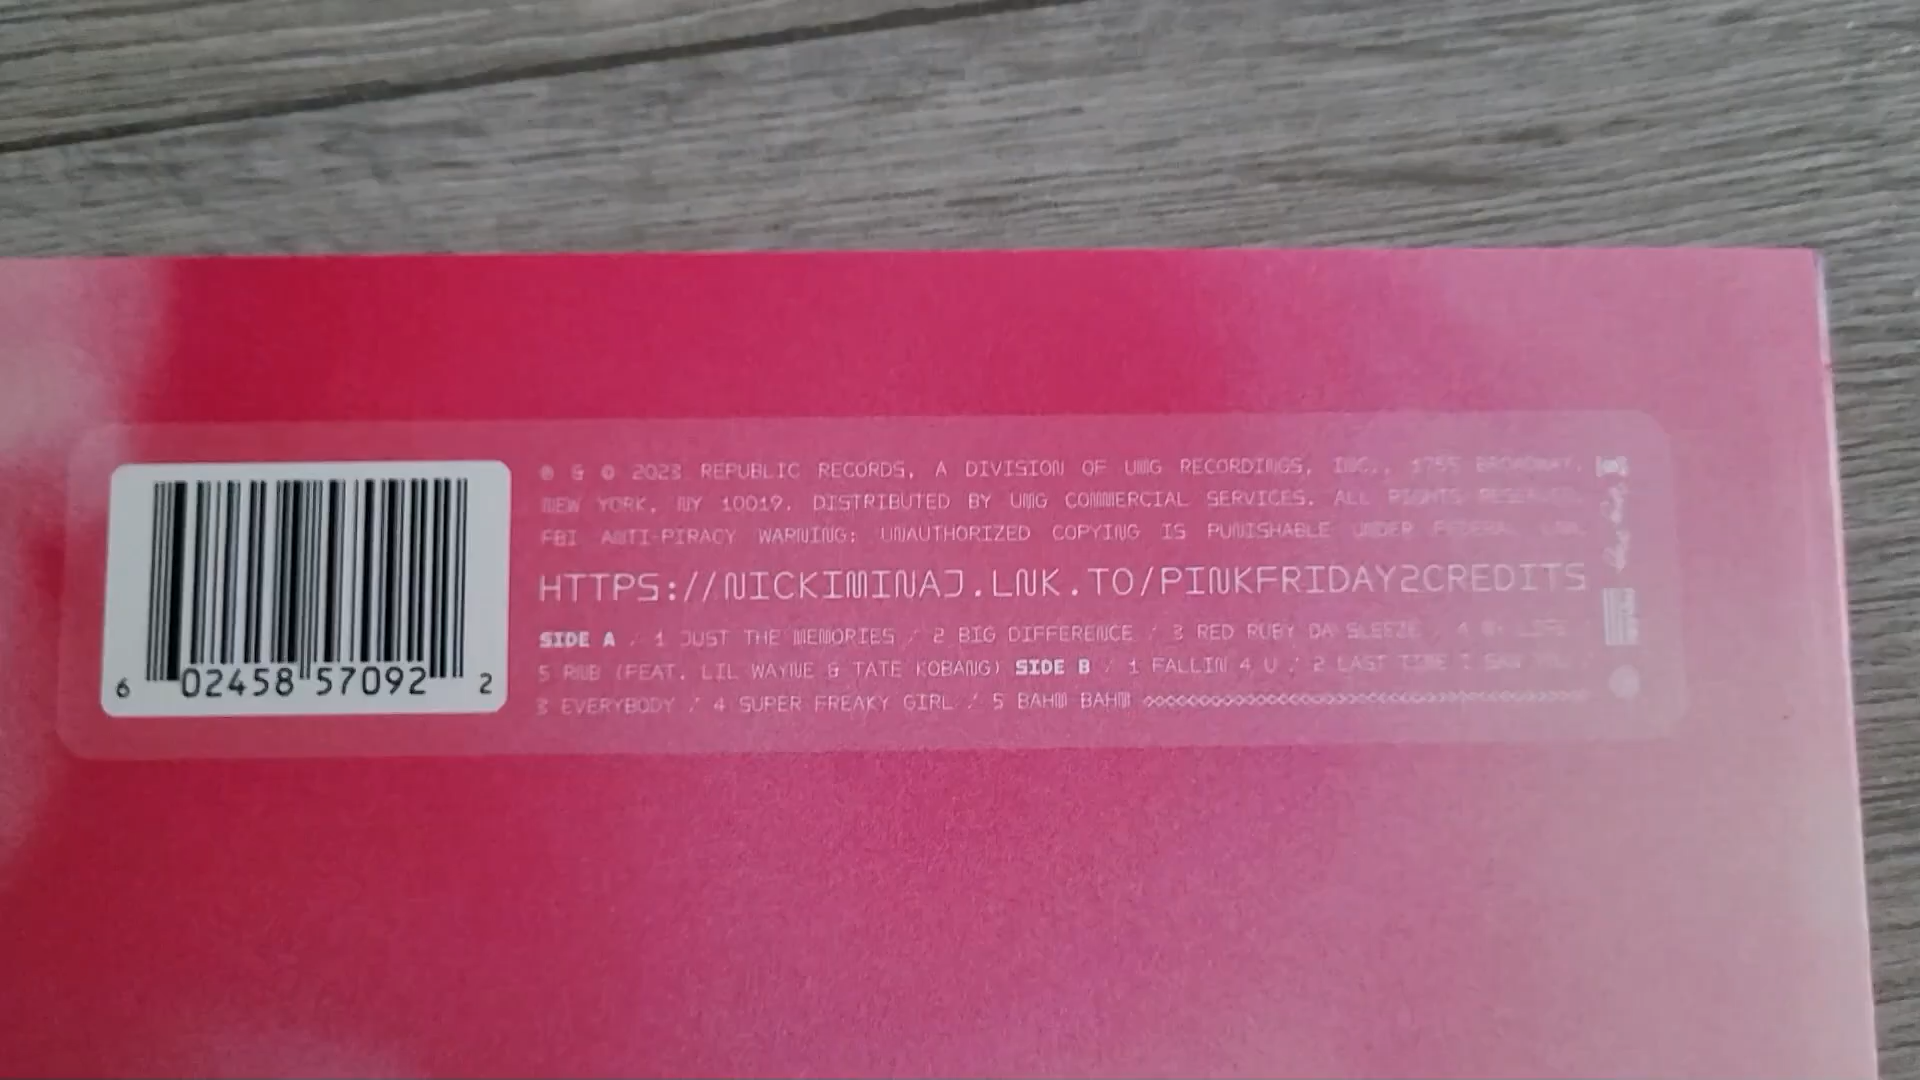 ℗ & © 2023 REPUBLIC RECORDS, A DIVISION OF UMG RECORDINGS, INC., 1755 BROADWAY,
NEW YORK, NY 10019. DISTRIBUTED BY UMG COMMERCIAL SERVICES. ALL RIGHTS RESERVED.
FBI ANTI-PIRACY WARNING: UNAUTHORIZED COPYING IS PUNISHABLE UNDER FEDERAL LAW.
HTTPS://NICKIMINAJ.LNK.TO/PINKFRIDAY2CREDITS
SIDE A / 1 JUST THE MEMORIES / 2 BIG DIFFERENCE / 3 RED RUBY DA SLEEZE / 4 MY LIFE /
5 RNB (FEAT. LIL WAYNE & TATE KOBANG) SIDE B / 1 FALLIN 4 U / 2 LAST TIME I SAW YOU /
3 EVERYBODY / 4 SUPER FREAKY GIRL / 5 BAHM BAHM
6 02458 57092 2